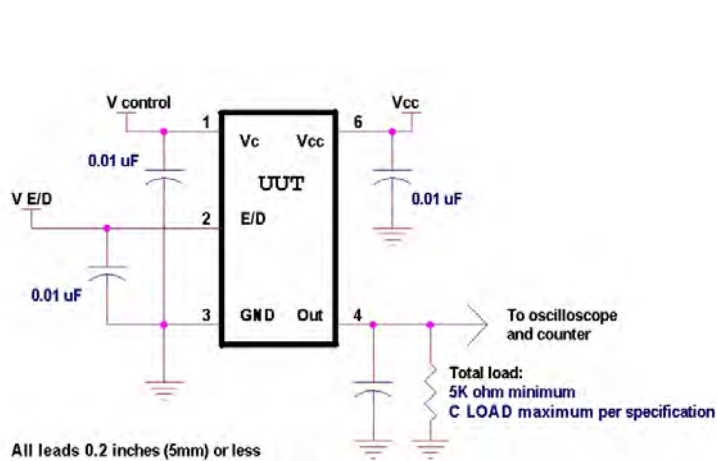 V control
Vcc
1
6
Vc
Vcc
0.01 uF
UUT
0.01 uF
V E/D
2
E/D
0.01 uF
3
GND
Out
4
To oscilloscope
and counter
Total load:
5K ohm minimum
C LOAD maximum per specification
All leads 0.2 inches (5mm) or less